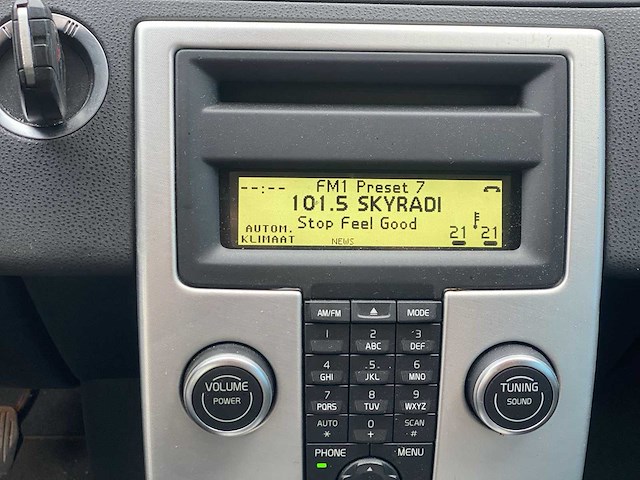 --:-- FM1 Preset 7
101.5 SKYRADI
Stop Feel Good
AUTOM.
KLIMAAT NEWS 21 21
AM/FM MODE
1 2 ABC 3 DEF
4 GHI 5 JKL 6 MNO
7 PQRS 8 TUV 9 WXYZ
AUTO * 0 + SCAN #
PHONE MENU
VOLUME
POWER
TUNING
SOUND